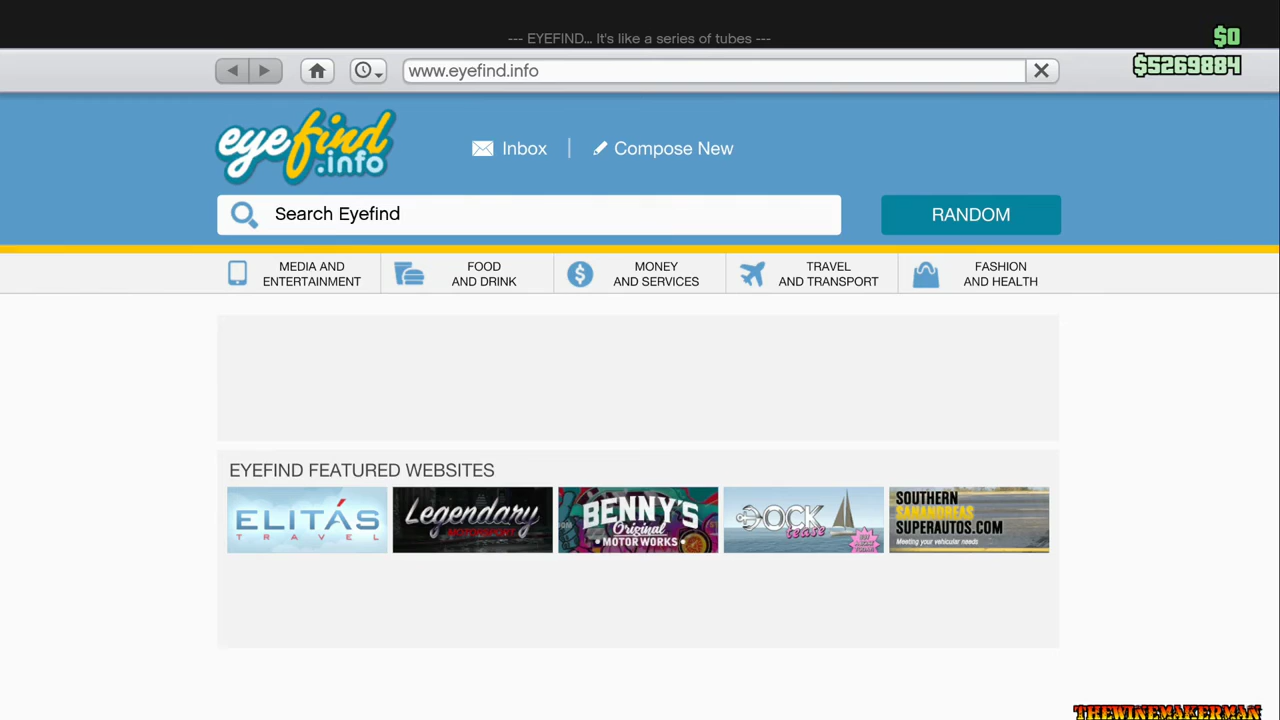 --- EYEFIND... It's like a series of tubes ---
$0
$5269884
www.eyefind.info
eyefind
.info
Inbox
Compose New
Search Eyefind
RANDOM
MEDIA AND
ENTERTAINMENT
FOOD
AND DRINK
MONEY
AND SERVICES
TRAVEL
AND TRANSPORT
FASHION
AND HEALTH
EYEFIND FEATURED WEBSITES
ELITÁS
TRAVEL
Legendary
MOTORSPORT
BENNY'S
Original
MOTOR WORKS
DOCK
tease
SOUTHERN
SANANDREAS
SUPERAUTOS.COM
Meeting your vehicular needs
THEWINEMAKERMAN